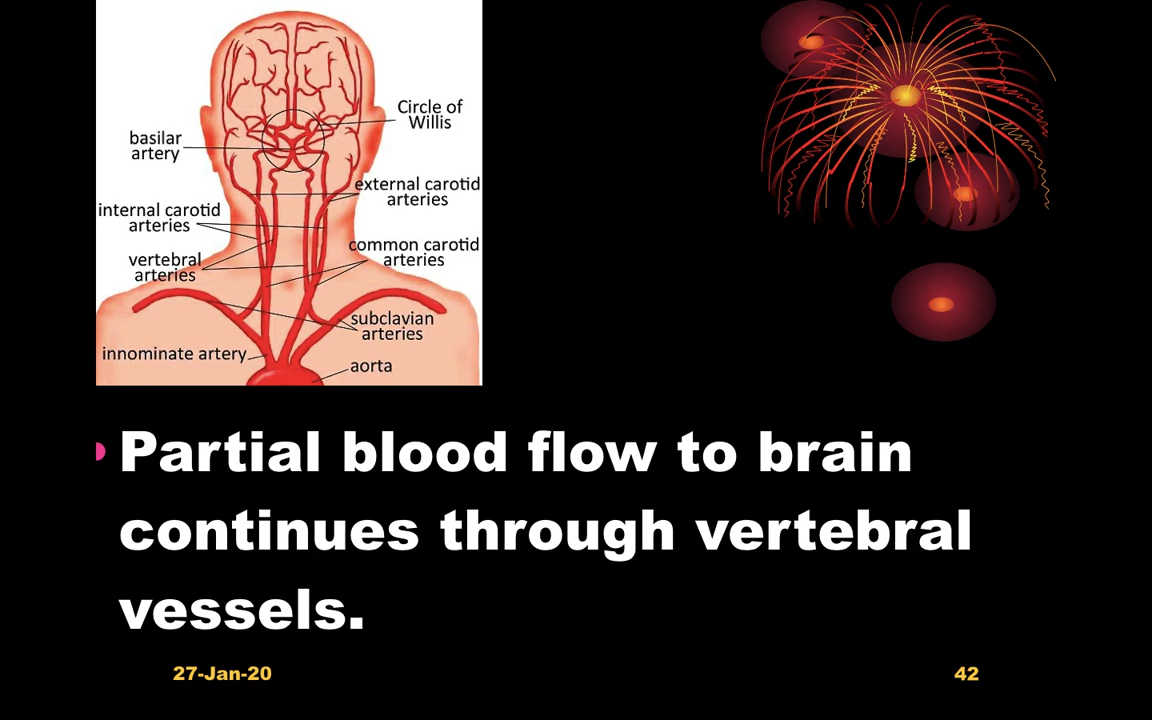 Circle of
Willis
basilar
artery
external carotid
arteries
internal carotid
arteries
common carotid
arteries
vertebral
arteries
subclavian
arteries
innominate artery
aorta
Partial blood flow to brain
continues through vertebral
vessels.
27-Jan-20
42